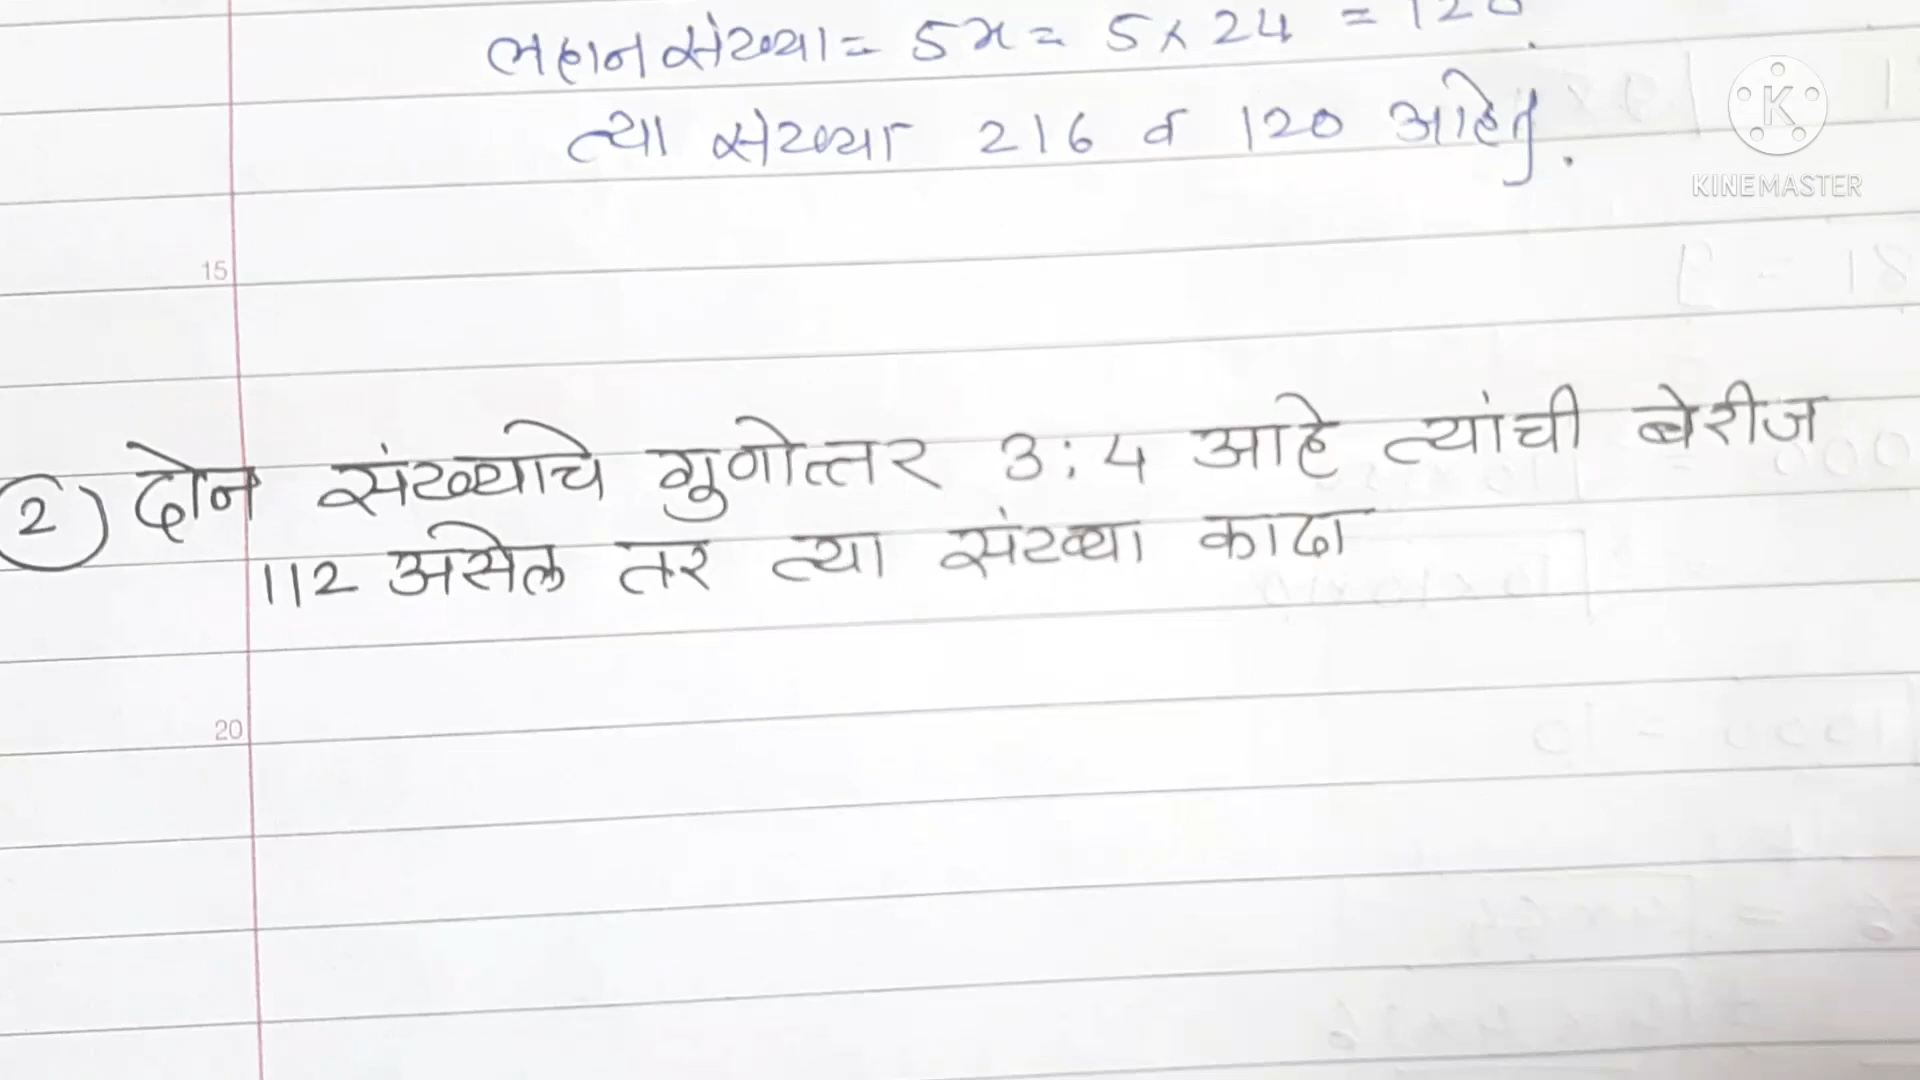 लहान संख्या = 5x = 5 x 24 = 120
त्या संख्या 216 व 120 आहेत.
KINEMASTER
15
2) दोन संख्याचे गुणोत्तर 3:4 आहे त्यांची बेरीज
112 असेल तर त्या संख्या काढा
20